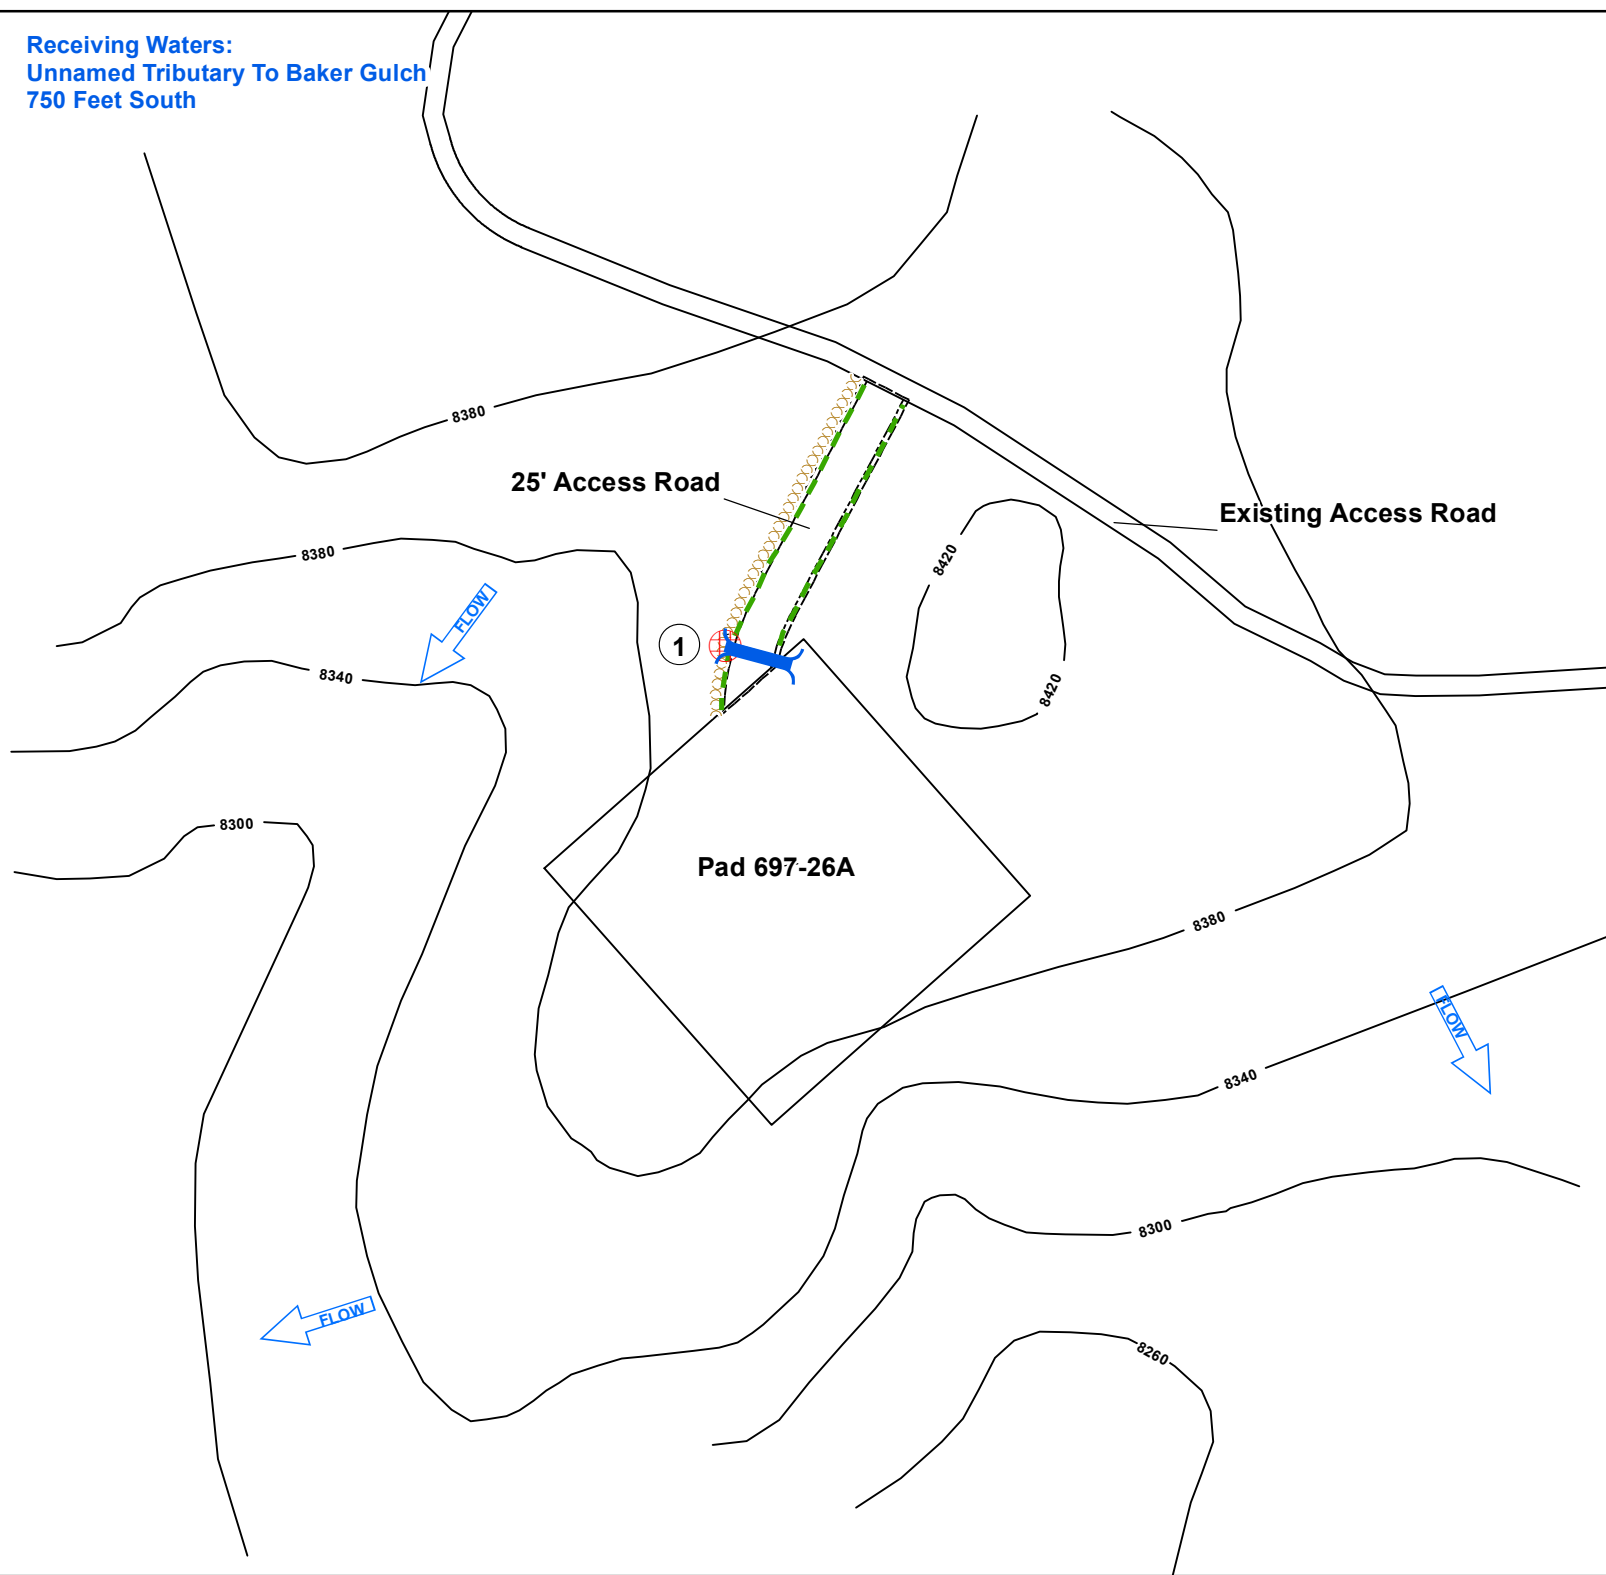 Receiving Waters:
Unnamed Tributary To Baker Gulch
750 Feet South
8380
25' Access Road
Existing Access Road
8380
8420
FLOW
1
8340
8420
8300
Pad 697-26A
8380
FLOW
8340
8300
FLOW
8260